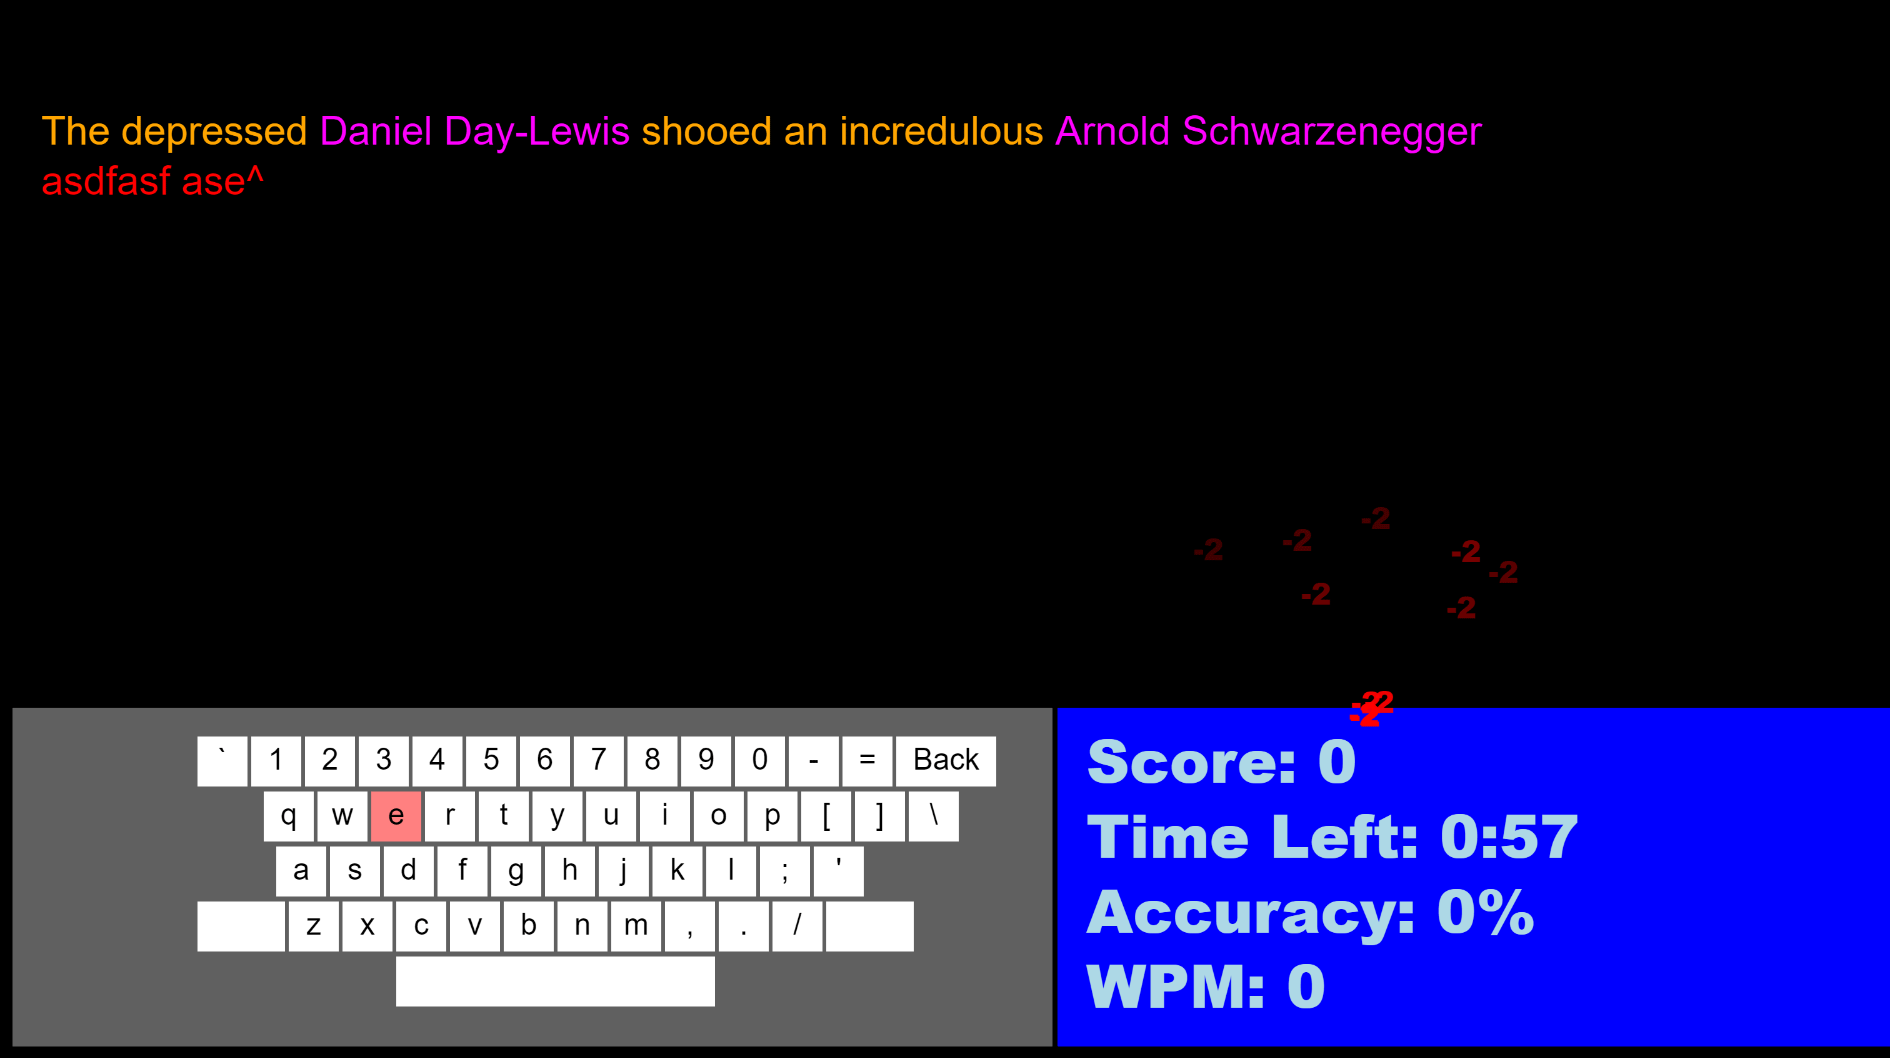 The depressed Daniel Day-Lewis shooed an incredulous Arnold Schwarzenegger
asdfasf ase^
-2
-2 -2 -2
-2
-2
-2
-2 -2
-2
` 1 2 3 4 5 6 7 8 9 0 - = Back
q w e r t y u i o p [ ] \
a s d f g h j k l ; '
z x c v b n m , . /
Score: 0
Time Left: 0:57
Accuracy: 0%
WPM: 0